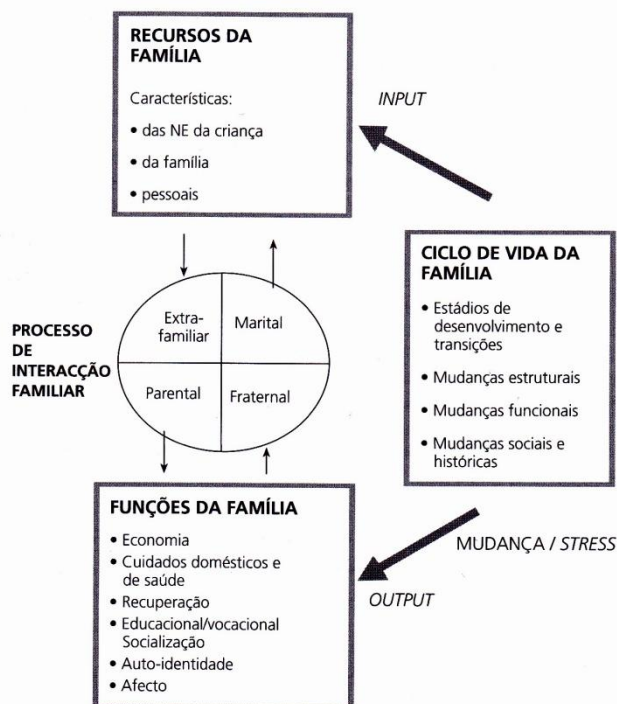 RECURSOS DA
FAMÍLIA
Características:
• das NE da criança
• da família
• pessoais
INPUT
CICLO DE VIDA DA
FAMÍLIA
• Estádios de
desenvolvimento e
transições
• Mudanças estruturais
• Mudanças funcionais
• Mudanças sociais e
históricas
PROCESSO
DE
INTERACÇÃO
FAMILIAR
Extra-
familiar
Marital
Parental
Fraternal
FUNÇÕES DA FAMÍLIA
• Economia
• Cuidados domésticos e
de saúde
• Recuperação
• Educacional/vocacional
Socialização
• Auto-identidade
• Afecto
MUDANÇA / STRESS
OUTPUT